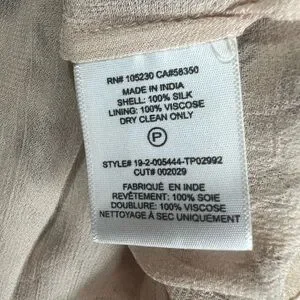 RN# 105230 CA#58350
MADE IN INDIA
SHELL: 100% SILK
LINING: 100% VISCOSE
DRY CLEAN ONLY
P
STYLE# 19-2-005444-TP02992
CUT# 002029
FABRIQUÉ EN INDE
REVÊTEMENT: 100% SOIE
DOUBLURE: 100% VISCOSE
NETTOYAGE À SEC UNIQUEMENT